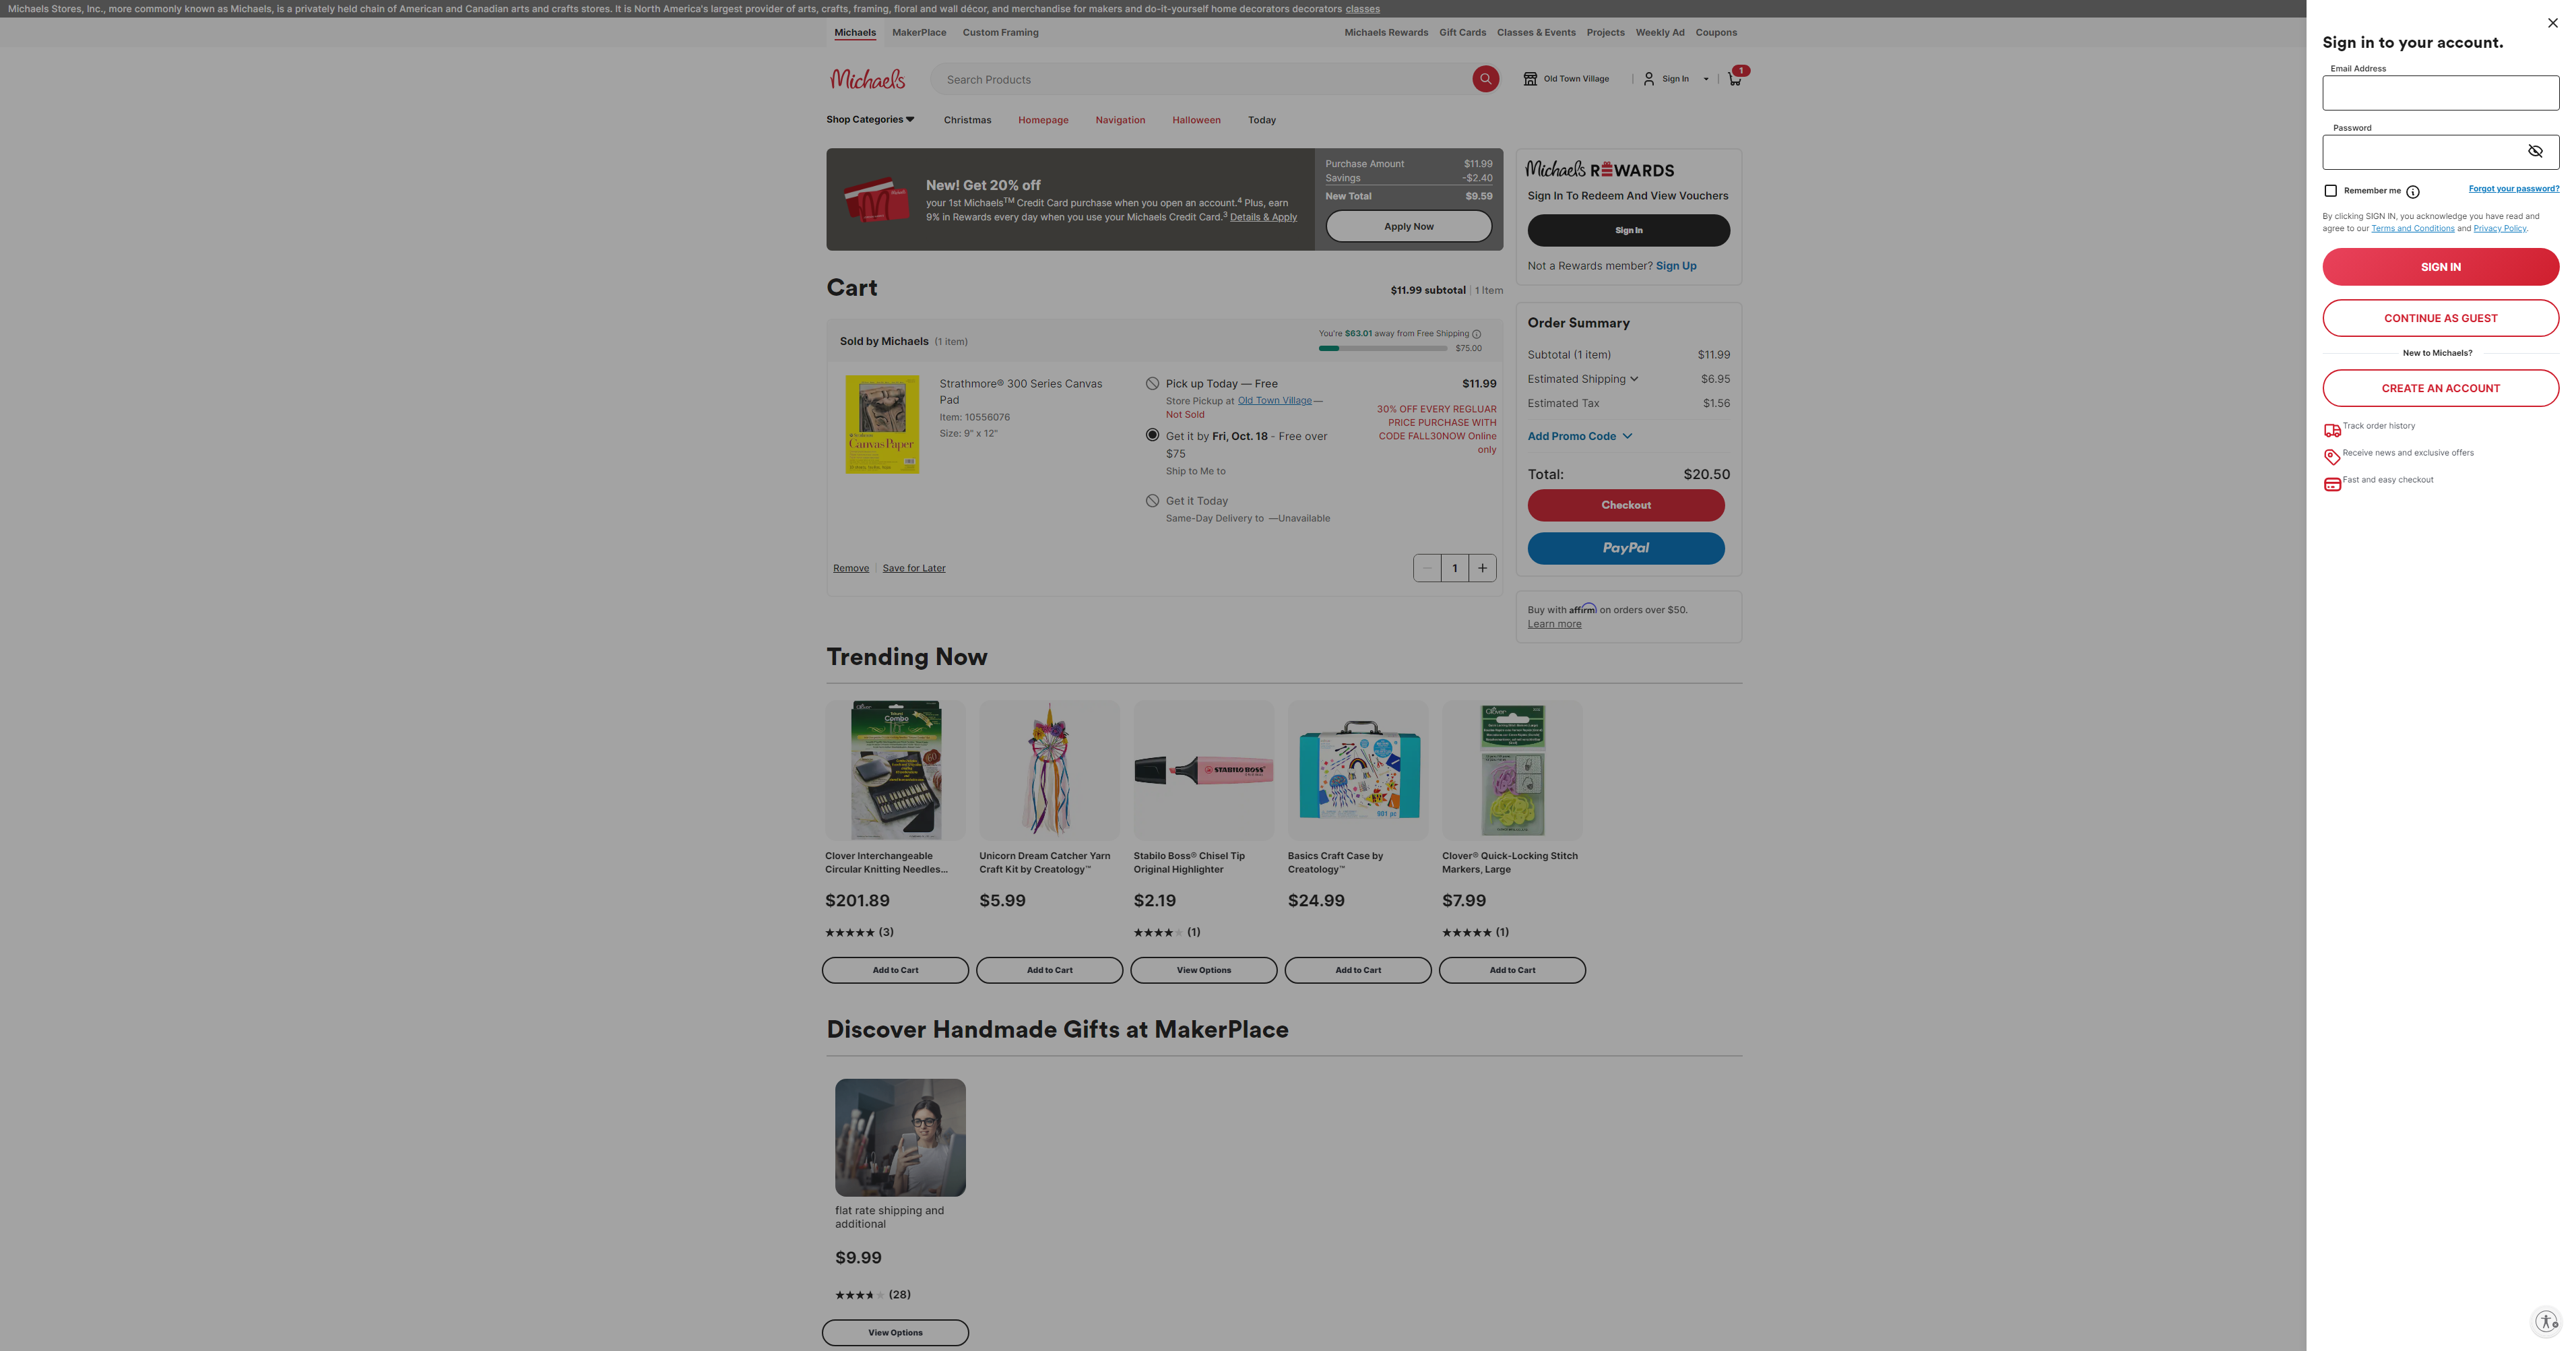 Michaels Stores, Inc., more commonly known as Michaels, is a privately held chain of American and Canadian arts and crafts stores. It is North America's largest provider of arts, crafts, framing, floral and wall décor, and merchandise for makers and do-it-yourself home decorators decorators classes
Michaels MakerPlace Custom Framing
Michaels Rewards Gift Cards Classes & Events Projects Weekly Ad Coupons
Michaels
Search Products
Old Town Village | Sign In | 1
Shop Categories Christmas Homepage Navigation Halloween Today
New! Get 20% off
your 1st Michaels™ Credit Card purchase when you open an account.4 Plus, earn
9% in Rewards every day when you use your Michaels Credit Card.3 Details & Apply
Purchase Amount $11.99
Savings -$2.40
New Total $9.59
Apply Now
Michaels REWARDS
Sign In To Redeem And View Vouchers
Sign In
Not a Rewards member? Sign Up
Cart
$11.99 subtotal | 1 Item
Sold by Michaels (1 item)
You're $63.01 away from Free Shipping
$75.00
Canvas Paper
Strathmore® 300 Series Canvas
Pad
Item: 10556076
Size: 9" x 12"
Pick up Today — Free
Store Pickup at Old Town Village —
Not Sold
Get it by Fri, Oct. 18 - Free over
$75
Ship to Me to
Get it Today
Same-Day Delivery to —Unavailable
$11.99
30% OFF EVERY REGLUAR
PRICE PURCHASE WITH
CODE FALL30NOW Online
only
Remove | Save for Later
1
Order Summary
Subtotal (1 item) $11.99
Estimated Shipping $6.95
Estimated Tax $1.56
Add Promo Code
Total: $20.50
Checkout
PayPal
Buy with affirm on orders over $50.
Learn more
Trending Now
Clover
Combo
STABILO BOSS
901 pc
Clover
Clover Interchangeable
Circular Knitting Needles...
$201.89
(3)
Add to Cart
Unicorn Dream Catcher Yarn
Craft Kit by Creatology™
$5.99
Add to Cart
Stabilo Boss® Chisel Tip
Original Highlighter
$2.19
(1)
View Options
Basics Craft Case by
Creatology™
$24.99
Add to Cart
Clover® Quick-Locking Stitch
Markers, Large
$7.99
(1)
Add to Cart
Discover Handmade Gifts at MakerPlace
flat rate shipping and
additional
$9.99
(28)
View Options
Sign in to your account.
Email Address
Password
Remember me
Forgot your password?
By clicking SIGN IN, you acknowledge you have read and
agree to our Terms and Conditions and Privacy Policy.
SIGN IN
CONTINUE AS GUEST
New to Michaels?
CREATE AN ACCOUNT
Track order history
Receive news and exclusive offers
Fast and easy checkout